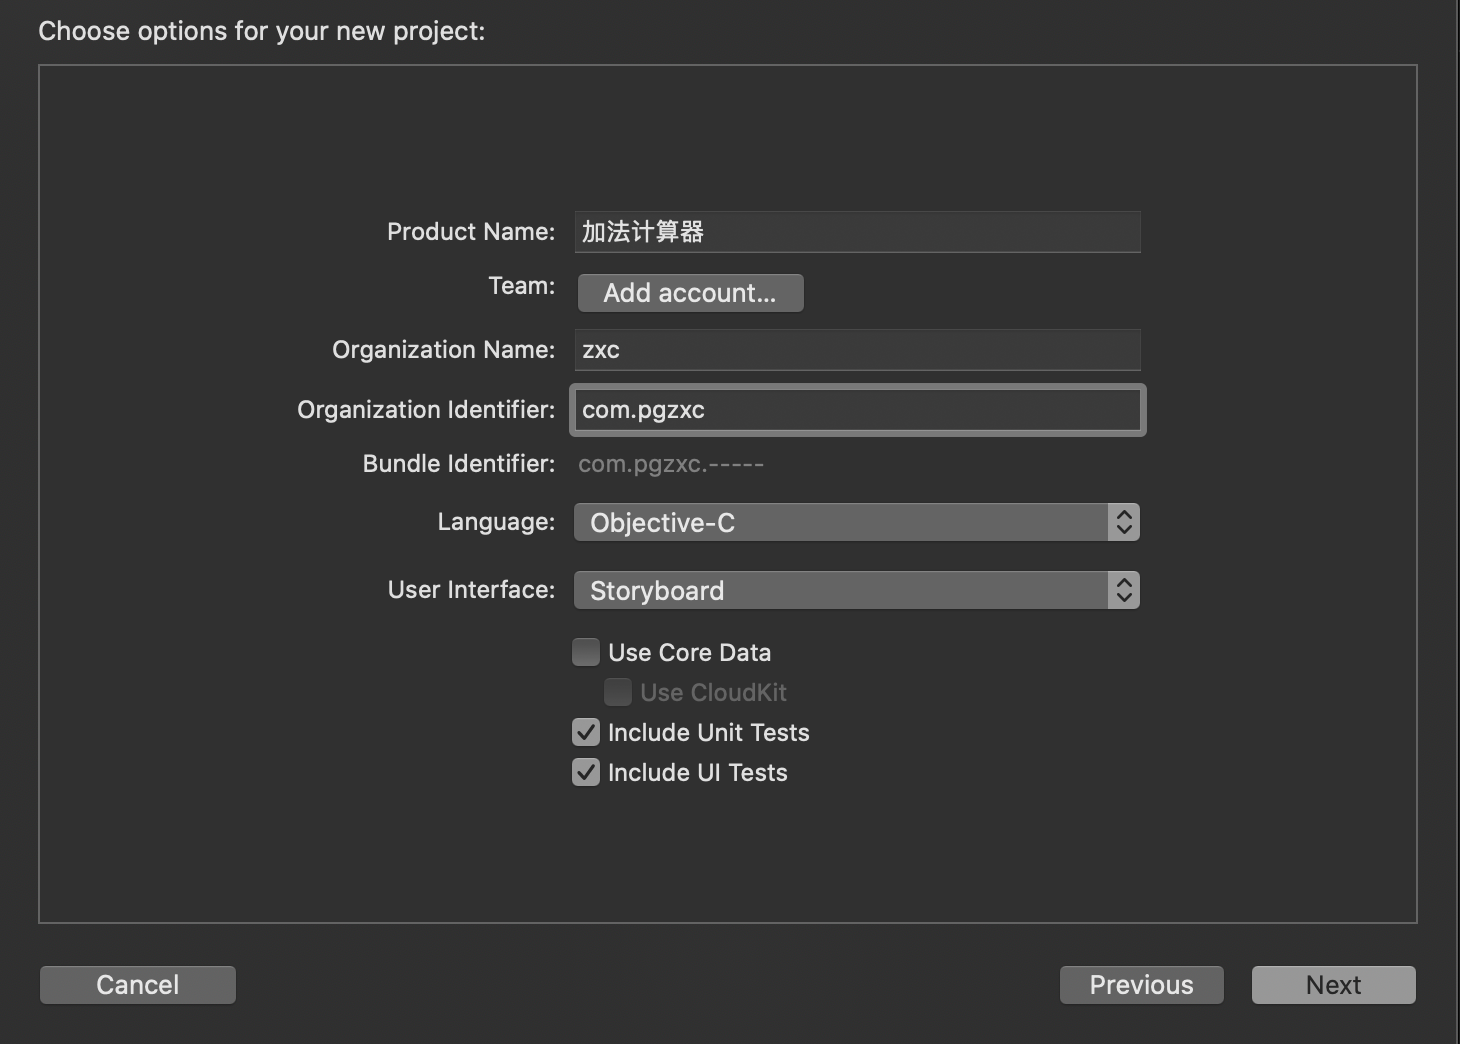 Choose options for your new project:
Product Name: 加法计算器
Team: Add account...
Organization Name: zxc
Organization Identifier: com.pgzxc
Bundle Identifier: com.pgzxc.-----
Language: Objective-C
User Interface: Storyboard
Use Core Data
Use CloudKit
Include Unit Tests
Include UI Tests
Cancel Previous Next